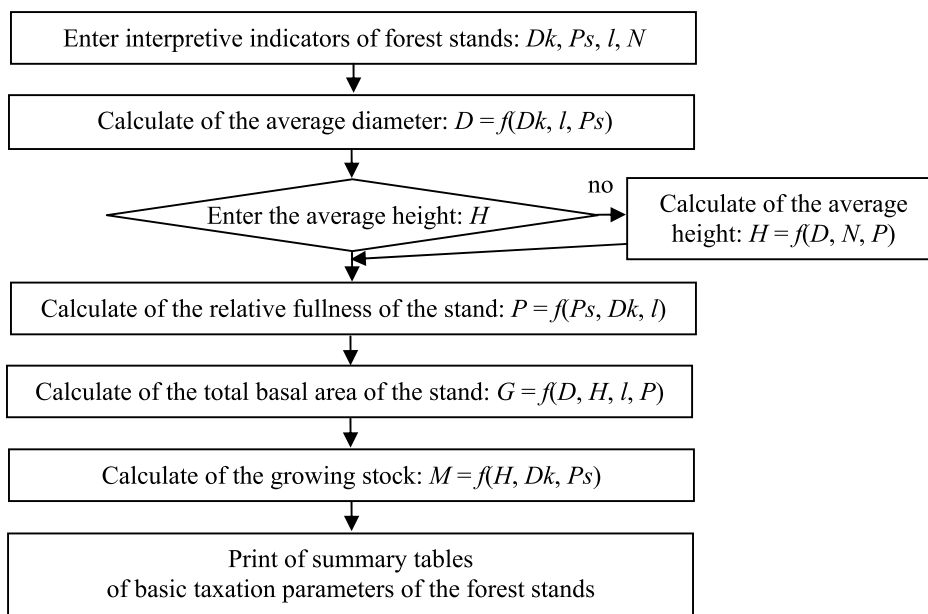 Enter interpretive indicators of forest stands: Dk, Ps, l, N
Calculate of the average diameter: D = f(Dk, l, Ps)
Enter the average height: H
no
Calculate of the average
height: H = f(D, N, P)
Calculate of the relative fullness of the stand: P = f(Ps, Dk, l)
Calculate of the total basal area of the stand: G = f(D, H, l, P)
Calculate of the growing stock: M = f(H, Dk, Ps)
Print of summary tables
of basic taxation parameters of the forest stands